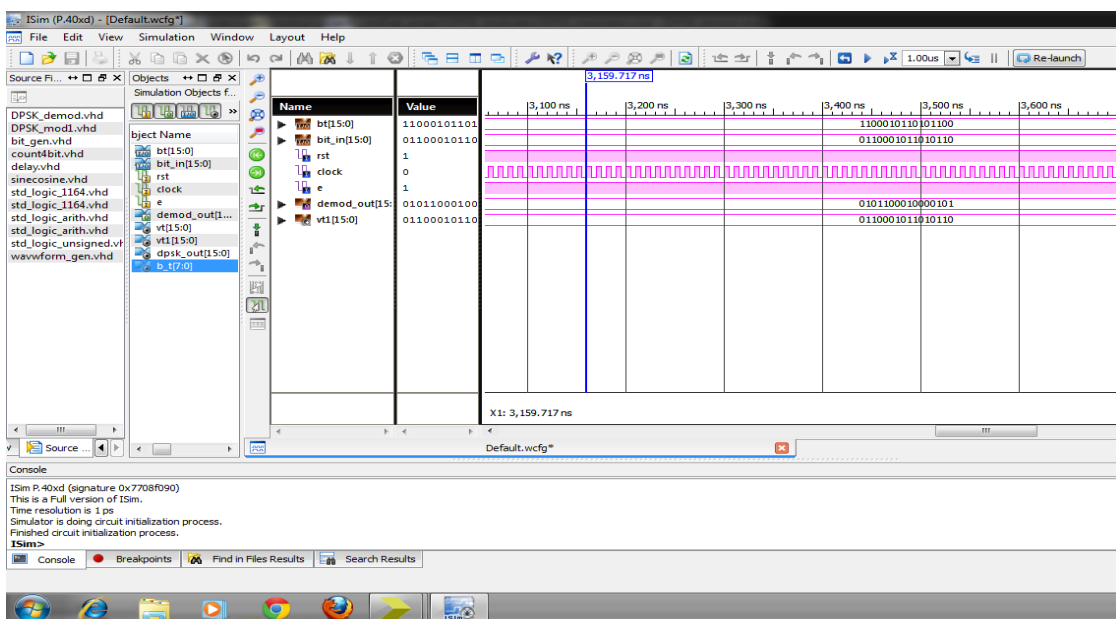 ISim (P.40xd) - [Default.wcfg*]
File Edit View Simulation Window Layout Help
1.00us Re-launch
Source Fi...
DPSK_demod.vhd
DPSK_mod1.vhd
bit_gen.vhd
count4bit.vhd
delay.vhd
sinecosine.vhd
std_logic_1164.vhd
std_logic_1164.vhd
std_logic_arith.vhd
std_logic_arith.vhd
std_logic_unsigned.vh
wavwform_gen.vhd
Source ...
Objects
Simulation Objects f...
bject Name
bt[15:0]
bit_in[15:0]
rst
clock
e
demod_out[1...
vt[15:0]
vt1[15:0]
dpsk_out[15:0]
b_t[7:0]
Name Value
bt[15:0] 11000101101
bit_in[15:0] 01100010110
rst 1
clock 0
e 1
demod_out[15: 01011000100
vt1[15:0] 01100010110
3,159.717 ns
3,100 ns 3,200 ns 3,300 ns 3,400 ns 3,500 ns 3,600 ns
1100010110101100
0110001011010110
0101100010000101
0110001011010110
X1: 3,159.717 ns
Default.wcfg*
Console
ISim P.40xd (signature 0x7708f090)
This is a Full version of ISim.
Time resolution is 1 ps
Simulator is doing circuit initialization process.
Finished circuit initialization process.
ISim>
Console Breakpoints Find in Files Results Search Results